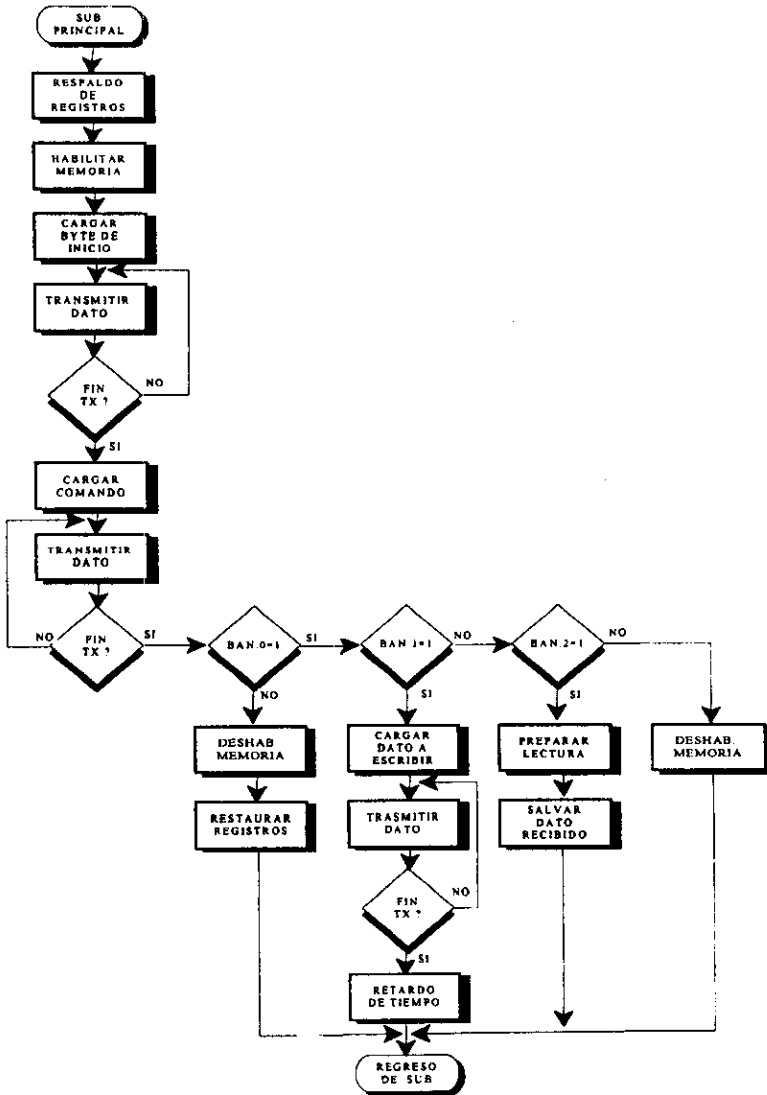 SUB
PRINCIPAL
RESPALDO
DE
REGISTROS
HABILITAR
MEMORIA
CARGAR
BYTE DE
INICIO
TRANSMITIR
DATO
FIN
TX ?
NO
SI
CARGAR
COMANDO
TRANSMITIR
DATO
NO
FIN
TX ?
SI
BAN.0=1
SI
BAN.1=1
NO
BAN.2=1
NO
NO
SI
SI
DESHAB
MEMORIA
CARGAR
DATO A
ESCRIBIR
PREPARAR
LECTURA
DESHAB.
MEMORIA
RESTAURAR
REGISTROS
TRASMITIR
DATO
SALVAR
DATO
RECIBIDO
FIN
TX ?
NO
SI
RETARDO
DE TIEMPO
REGRESO
DE SUB